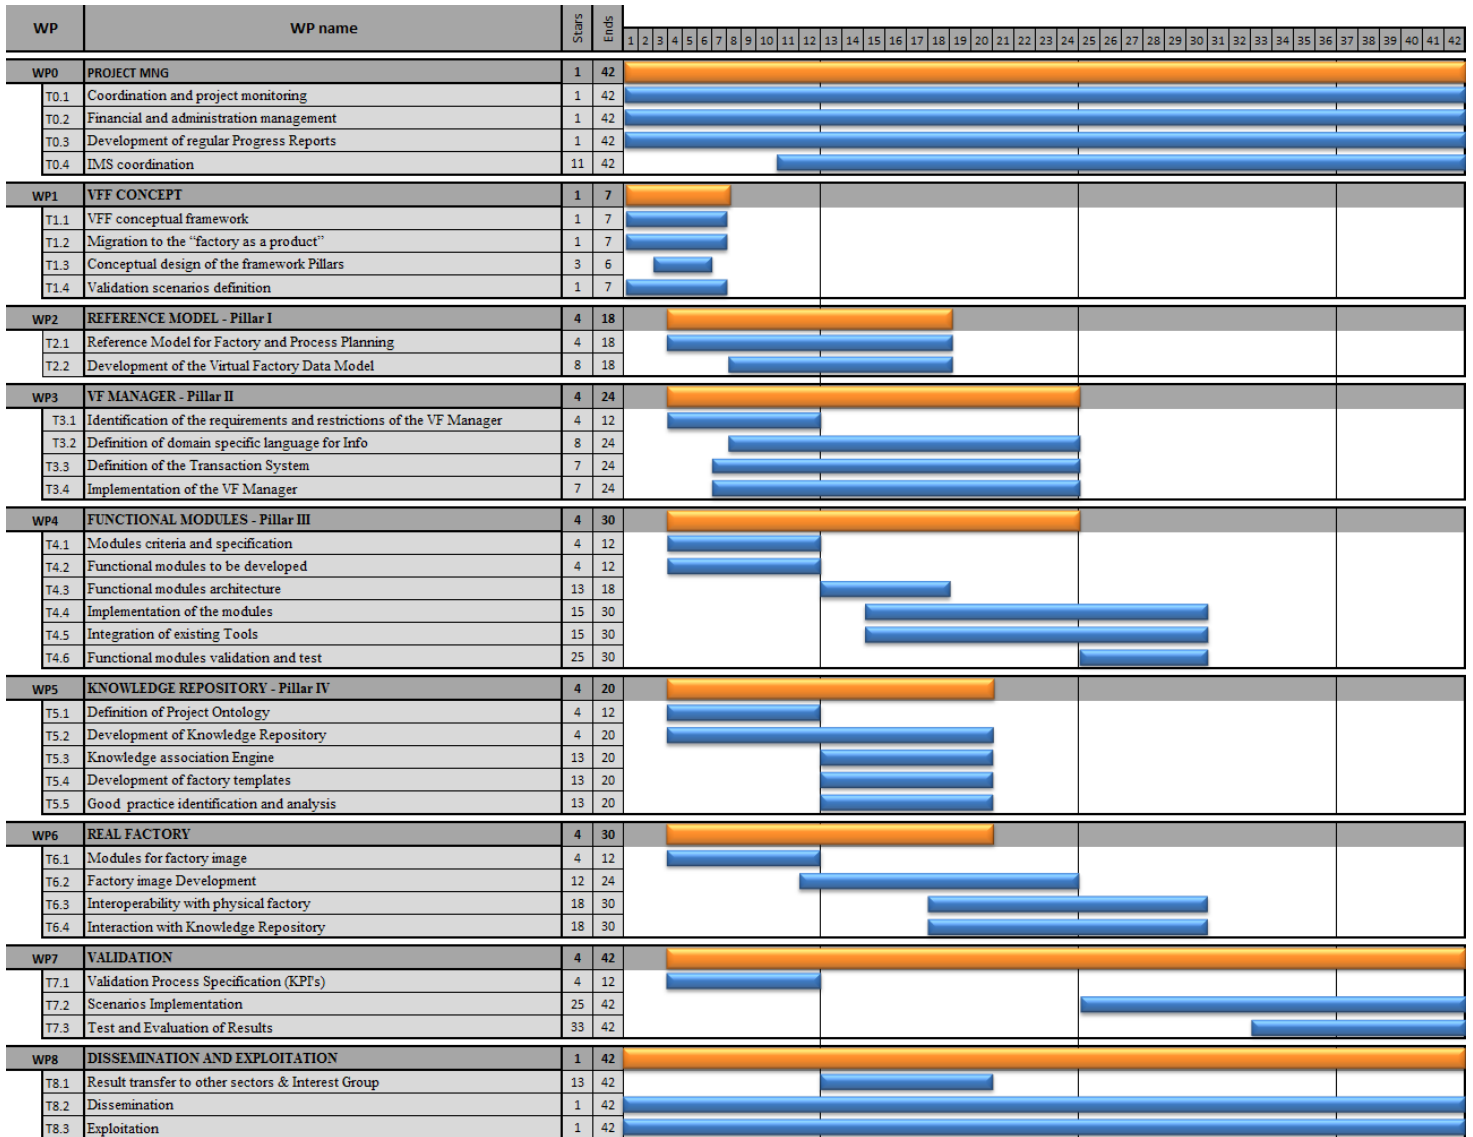 WP WP name Stars Ends 1 2 3 4 5 6 7 8 9 10 11 12 13 14 15 16 17 18 19 20 21 22 23 24 25 26 27 28 29 30 31 32 33 34 35 36 37 38 39 40 41 42
WP0 PROJECT MNG 1 42
T0.1 Coordination and project monitoring 1 42
T0.2 Financial and administration management 1 42
T0.3 Development of regular Progress Reports 1 42
T0.4 IMS coordination 11 42
WP1 VFF CONCEPT 1 7
T1.1 VFF conceptual framework 1 7
T1.2 Migration to the “factory as a product” 1 7
T1.3 Conceptual design of the framework Pillars 3 6
T1.4 Validation scenarios definition 1 7
WP2 REFERENCE MODEL - Pillar I 4 18
T2.1 Reference Model for Factory and Process Planning 4 18
T2.2 Development of the Virtual Factory Data Model 8 18
WP3 VF MANAGER - Pillar II 4 24
T3.1 Identification of the requirements and restrictions of the VF Manager 4 12
T3.2 Definition of domain specific language for Info 8 24
T3.3 Definition of the Transaction System 7 24
T3.4 Implementation of the VF Manager 7 24
WP4 FUNCTIONAL MODULES - Pillar III 4 30
T4.1 Modules criteria and specification 4 12
T4.2 Functional modules to be developed 4 12
T4.3 Functional modules architecture 13 18
T4.4 Implementation of the modules 15 30
T4.5 Integration of existing Tools 15 30
T4.6 Functional modules validation and test 25 30
WP5 KNOWLEDGE REPOSITORY - Pillar IV 4 20
T5.1 Definition of Project Ontology 4 12
T5.2 Development of Knowledge Repository 4 20
T5.3 Knowledge association Engine 13 20
T5.4 Development of factory templates 13 20
T5.5 Good practice identification and analysis 13 20
WP6 REAL FACTORY 4 30
T6.1 Modules for factory image 4 12
T6.2 Factory image Development 12 24
T6.3 Interoperability with physical factory 18 30
T6.4 Interaction with Knowledge Repository 18 30
WP7 VALIDATION 4 42
T7.1 Validation Process Specification (KPI's) 4 12
T7.2 Scenarios Implementation 25 42
T7.3 Test and Evaluation of Results 33 42
WP8 DISSEMINATION AND EXPLOITATION 1 42
T8.1 Result transfer to other sectors & Interest Group 13 42
T8.2 Dissemination 1 42
T8.3 Exploitation 1 42